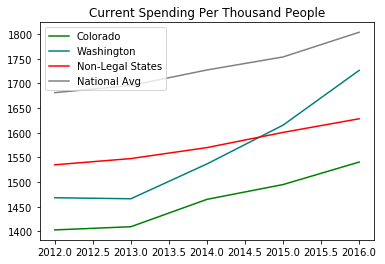 Current Spending Per Thousand People
1800
1750
1700
1650
1600
1550
1500
1450
1400
Colorado
Washington
Non-Legal States
National Avg
2012.0 2012.5 2013.0 2013.5 2014.0 2014.5 2015.0 2015.5 2016.0